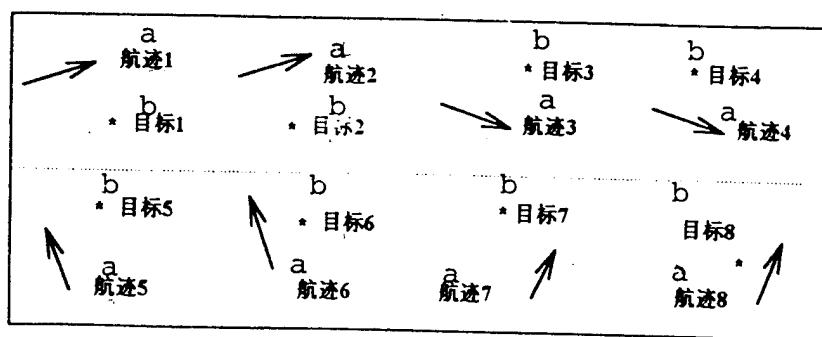 a a b b
航迹1 航迹2 * 目标3 * 目标4
b b a a
* 目标1 * 目标2 航迹3 航迹4
b b b b
* 目标5 * 目标6 * 目标7 目标8
a a a a *
航迹5 航迹6 航迹7 航迹8